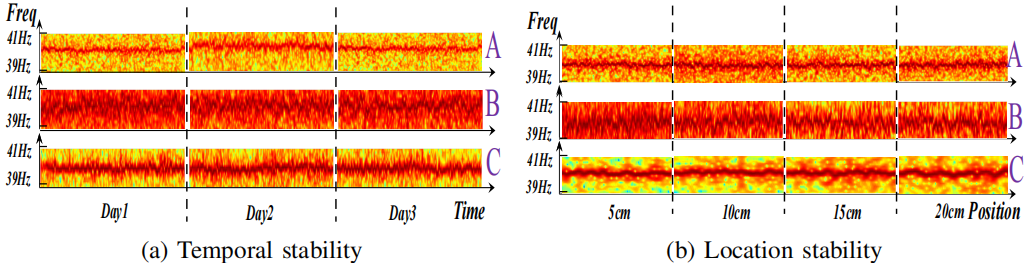 Freq
41Hz
39Hz
A
41Hz
39Hz
B
41Hz
39Hz
C
Day1 Day2 Day3 Time
(a) Temporal stability
Freq
41Hz
39Hz
A
41Hz
39Hz
B
41Hz
39Hz
C
5cm 10cm 15cm 20cm Position
(b) Location stability